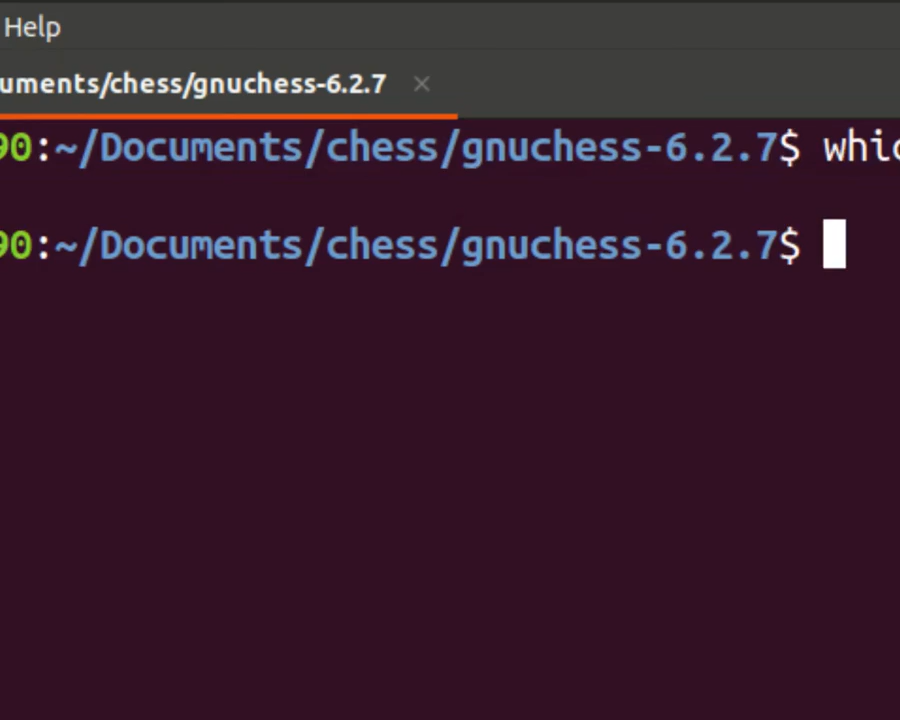 Help
uments/chess/gnuchess-6.2.7 ×
90:~/Documents/chess/gnuchess-6.2.7$ whic
90:~/Documents/chess/gnuchess-6.2.7$